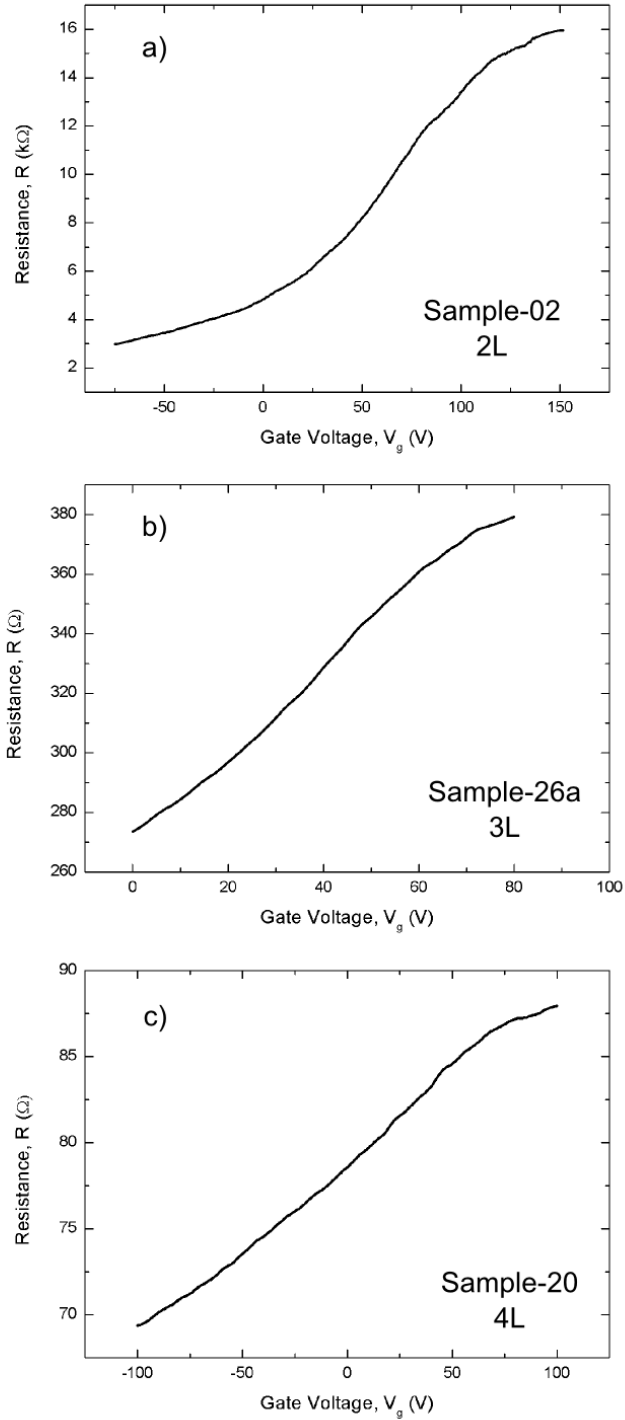 a)
16
14
12
10
8
6
4
2
Resistance, R (kΩ)
Sample-02
2L
-50 0 50 100 150
Gate Voltage, Vg (V)
b)
380
360
340
320
300
280
260
Resistance, R (Ω)
Sample-26a
3L
0 20 40 60 80 100
Gate Voltage, Vg (V)
c)
90
85
80
75
70
Resistance, R (Ω)
Sample-20
4L
-100 -50 0 50 100
Gate Voltage, Vg (V)